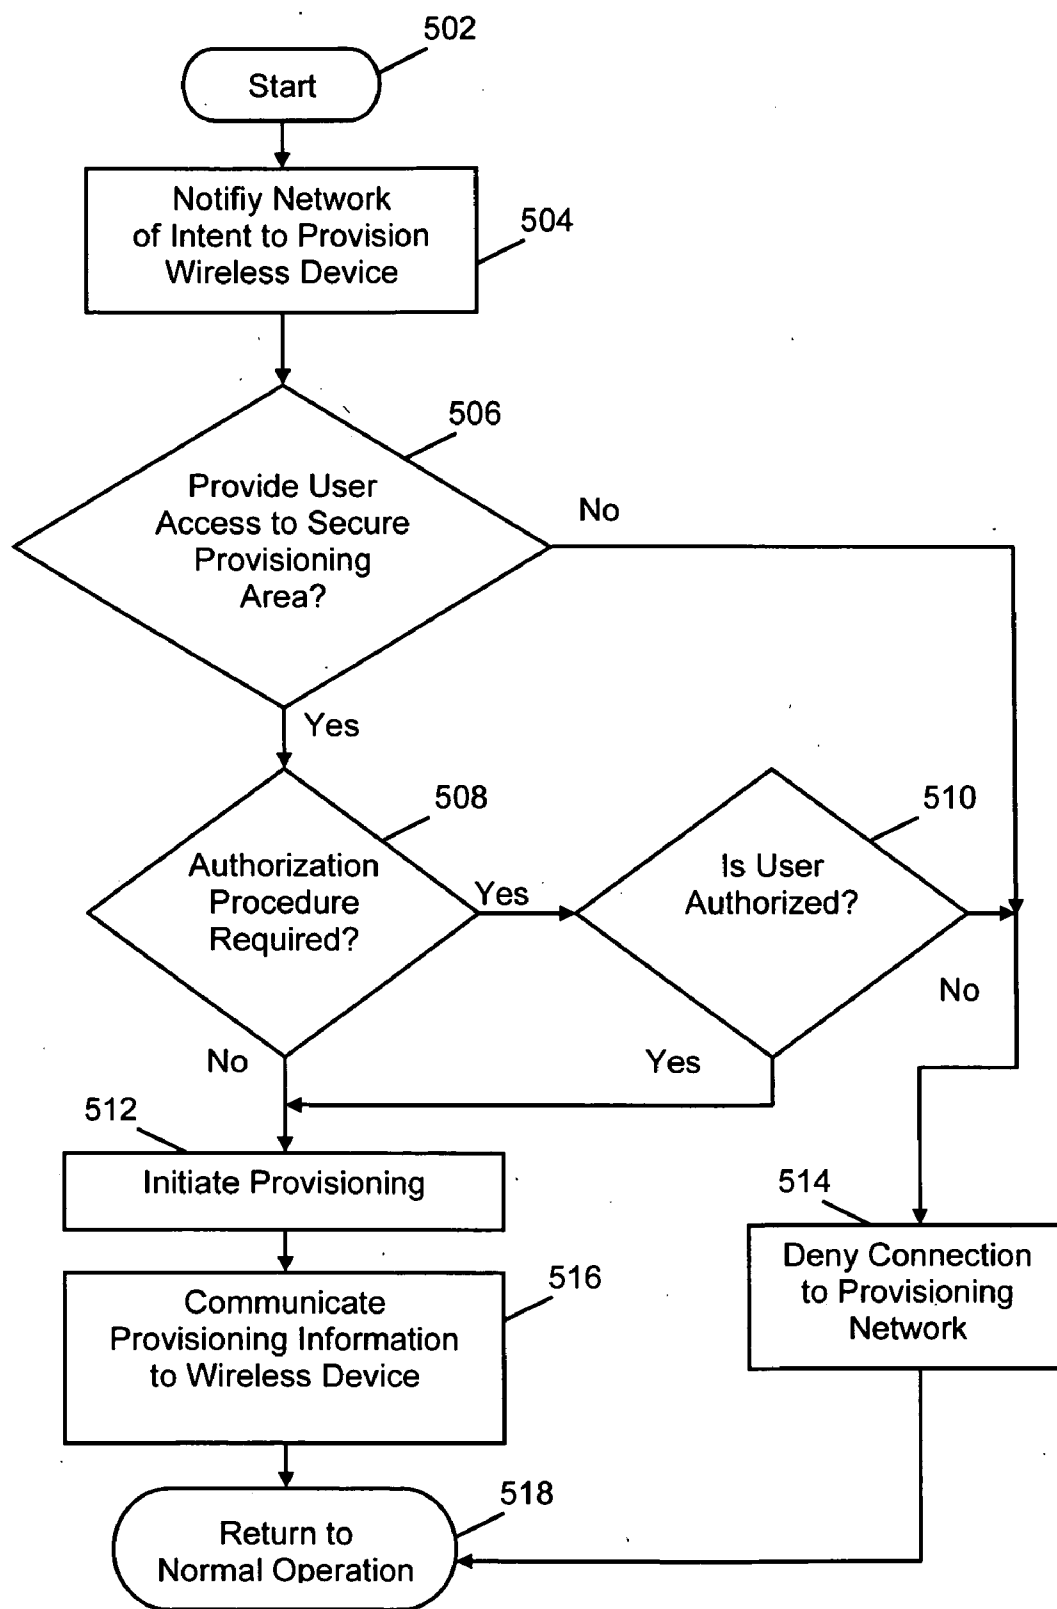 502
Start
Notifiy Network
of Intent to Provision
Wireless Device
504
506
Provide User
Access to Secure
Provisioning
Area?
No
Yes
508
510
Authorization
Procedure
Required?
Yes
Is User
Authorized?
No
No
Yes
512
Initiate Provisioning
514
Deny Connection
to Provisioning
Network
516
Communicate
Provisioning Information
to Wireless Device
518
Return to
Normal Operation